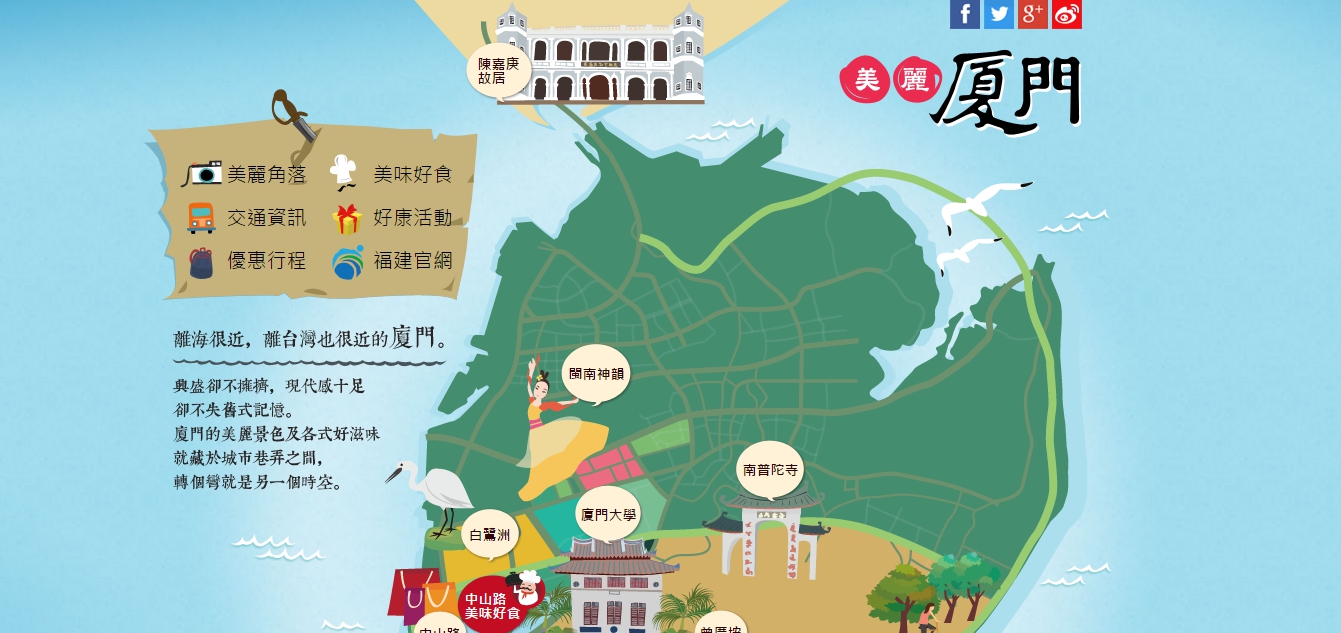 f
g+
美麗廈門
陳嘉庚
故居
美麗角落
美味好食
交通資訊
好康活動
優惠行程
福建官網
離海很近，離台灣也很近的廈門。
興盛卻不擁擠，現代感十足
卻不失舊式記憶。
廈門的美麗景色及各式好滋味
就藏於城市巷弄之間，
轉個彎就是另一個時空。
閩南神韻
南普陀寺
廈門大學
白鷺洲
中山路
美味好食
中山路
曾厝垵